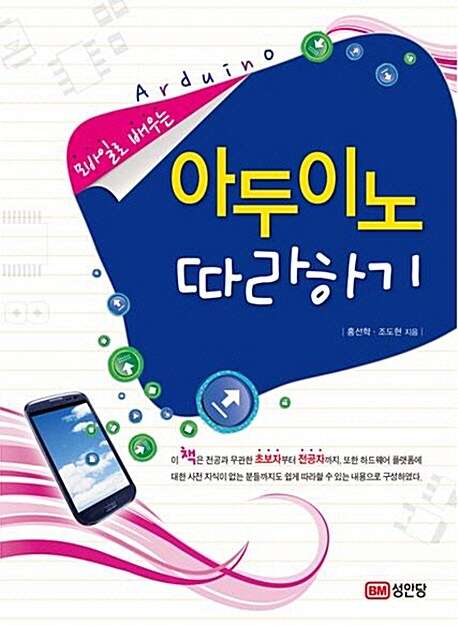 Arduino
모바일로 배우는
아두이노
따라하기
| 홍선학 · 조도현 지음 |
이 책은 전공과 무관한 초보자부터 전공자까지, 또한 하드웨어 플랫폼에
대한 사전 지식이 없는 분들까지도 쉽게 따라할 수 있는 내용으로 구성하였다.
BM 성안당